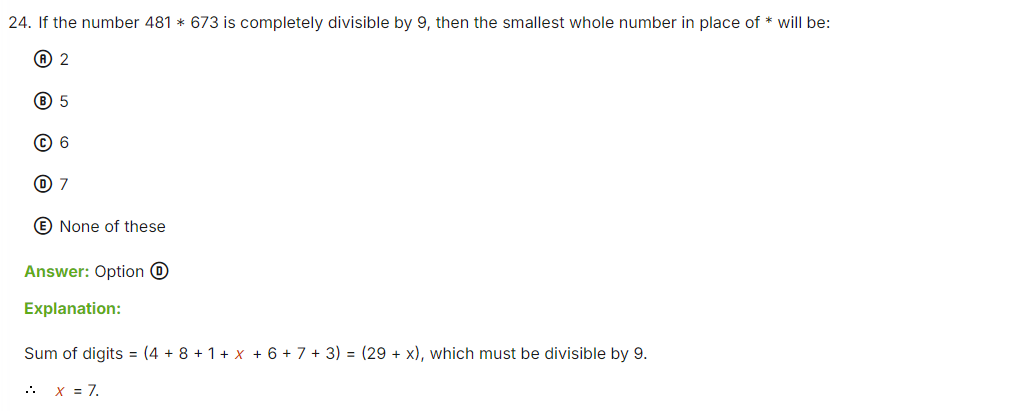 24. If the number 481 * 673 is completely divisible by 9, then the smallest whole number in place of * will be:
Ⓐ 2
Ⓑ 5
Ⓒ 6
Ⓓ 7
Ⓔ None of these
Answer: Option Ⓓ
Explanation:
Sum of digits = (4 + 8 + 1 + x + 6 + 7 + 3) = (29 + x), which must be divisible by 9.
∴ x = 7.